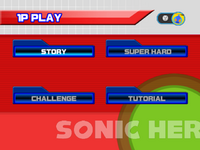 1P PLAY
STORY
SUPER HARD
CHALLENGE
TUTORIAL
SONIC HER